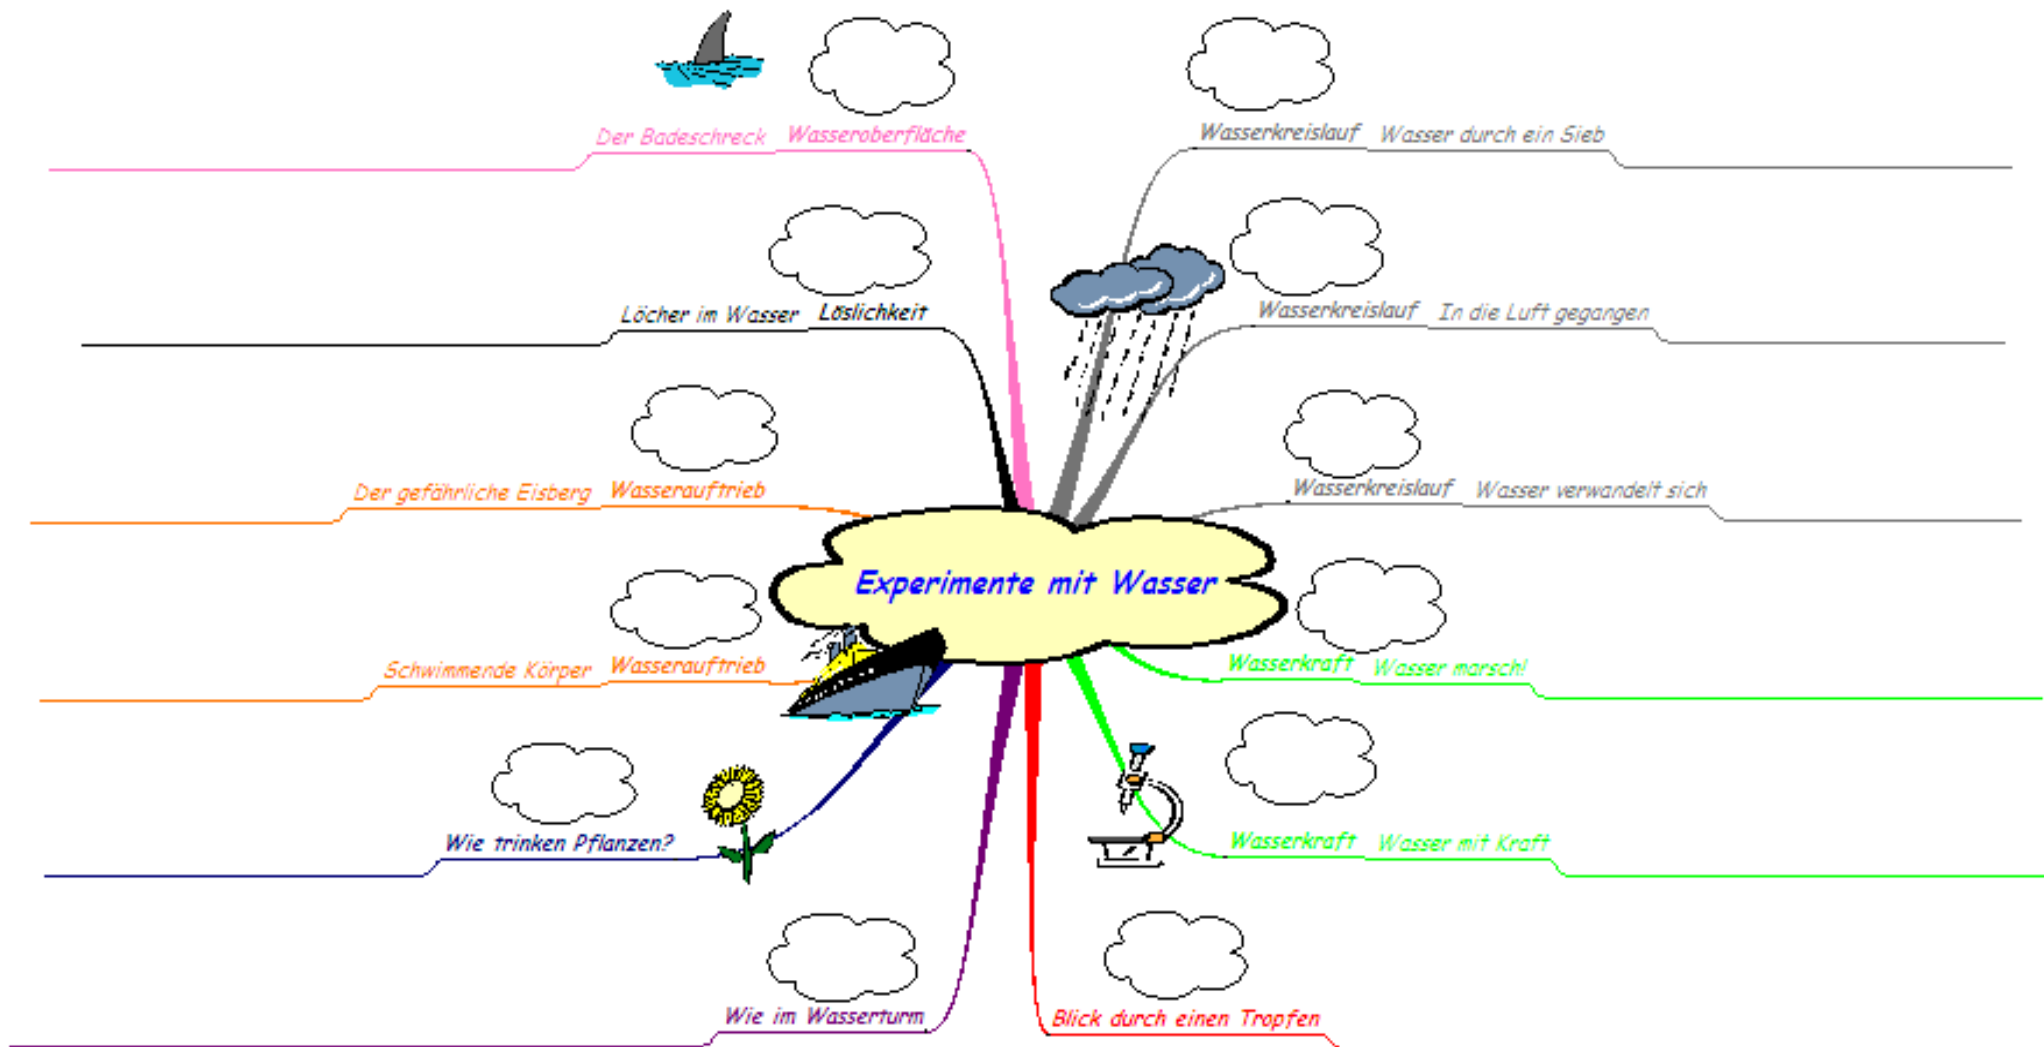 Der Badeschreck Wasseroberfläche
Wasserkreislauf Wasser durch ein Sieb
Löcher im Wasser Löslichkeit
Wasserkreislauf In die Luft gegangen
Der gefährliche Eisberg Wasserauftrieb
Wasserkreislauf Wasser verwandelt sich
Experimente mit Wasser
Schwimmende Körper Wasserauftrieb
Wasserkraft Wasser marsch!
Wie trinken Pflanzen?
Wasserkraft Wasser mit Kraft
Wie im Wasserturm
Blick durch einen Tropfen